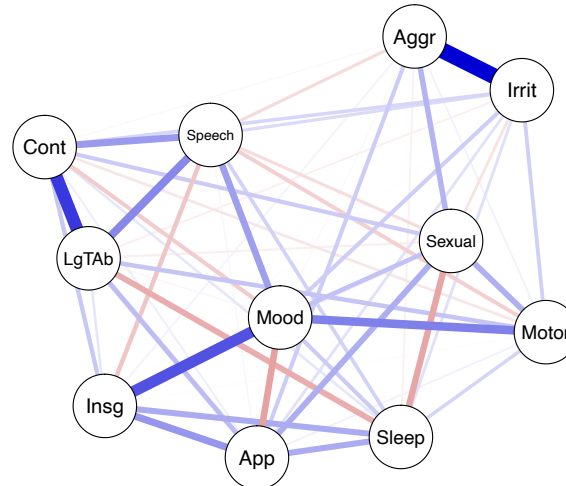 Aggr
Irrit
Speech
Cont
Sexual
LgTAb
Mood
Motor
Insg
Sleep
App